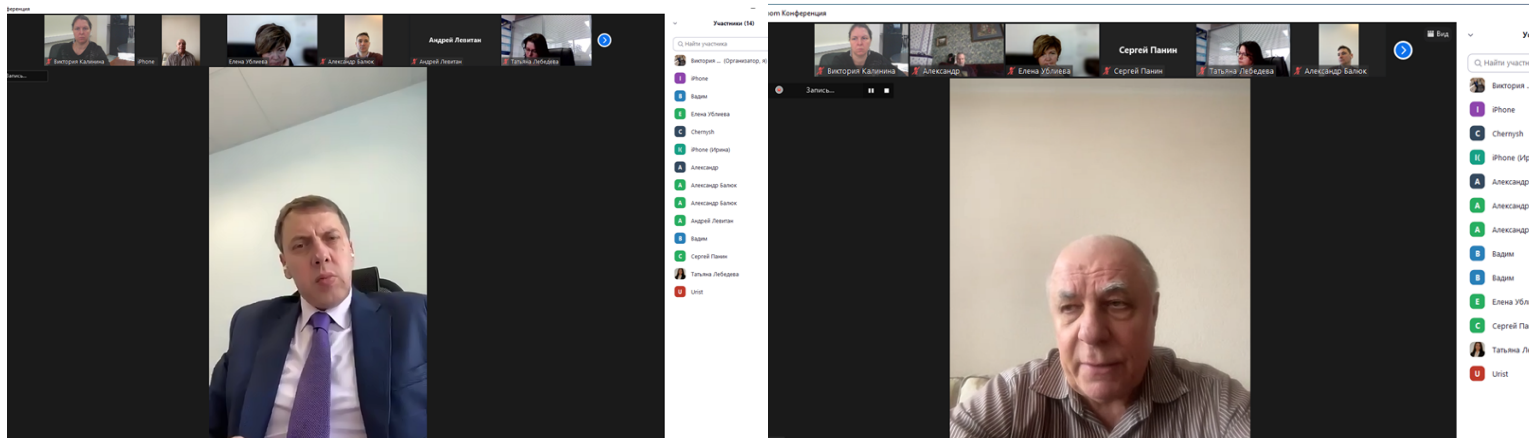 ференция
Виктория Калинина
iPhone
Елена Ублиева
Александр Балюк
Андрей Левитан
Андрей Левитан
Татьяна Лебедева
Запись...
Участники (14)
Найти участника
Виктория ... (Организатор, я)
I iPhone
В Вадим
Е Елена Ублиева
C Chernysh
I( iPhone (Ирина)
А Александр
А Александр Балюк
А Александр Балюк
А Андрей Левитан
В Вадим
С Сергей Панин
Татьяна Лебедева
U Urist
om Конференция
Виктория Калинина
Александр
Елена Ублиева
Сергей Панин
Сергей Панин
Татьяна Лебедева
Александр Балюк
Вид
Запись...
Найти участн
Виктория ..
I iPhone
C Chernysh
I( iPhone (Ир
А Александр
А Александр
А Александр
В Вадим
В Вадим
Е Елена Убл
С Сергей Па
Татьяна Ле
U Urist